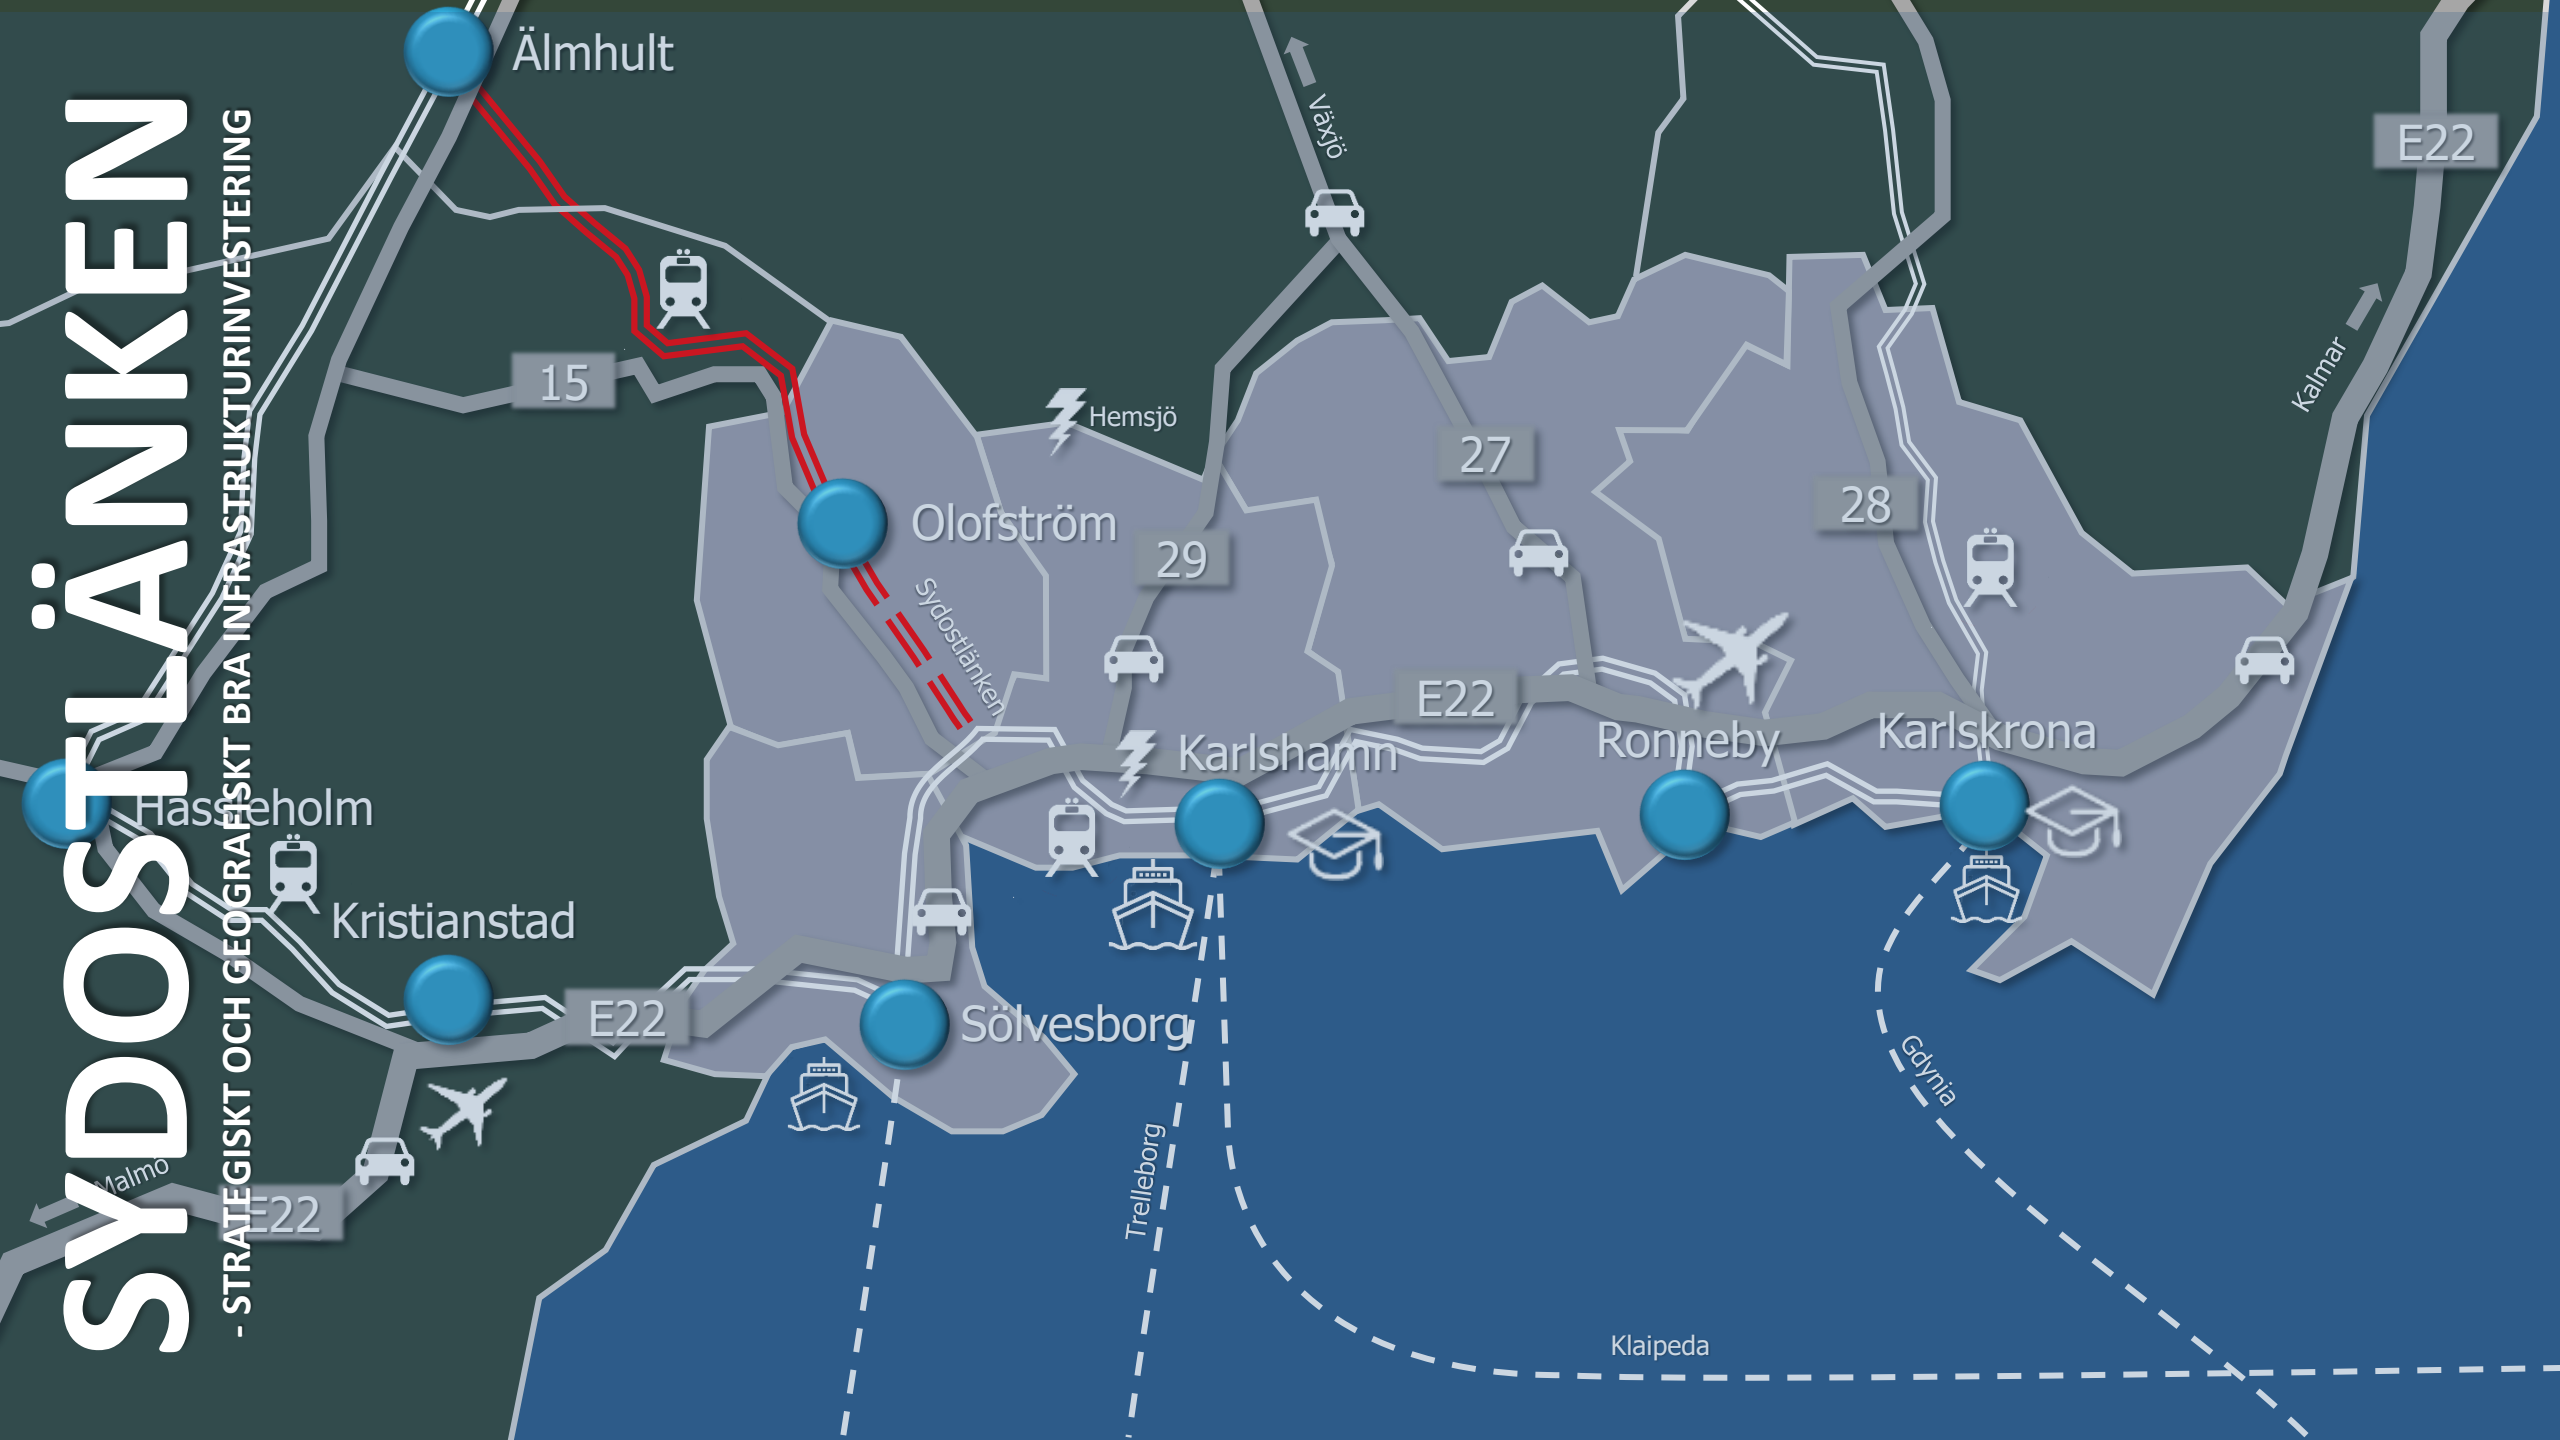 SYDOSTLÄNKEN
- STRATEGISKT OCH GEOGRAFISKT BRA INFRASTRUKTURINVESTERING
Älmhult
Växjö
E22
Kalmar
15
Hemsjö
27
28
Olofström
29
Sydostlänken
E22
Karlshamn
Ronneby
Karlskrona
Hässleholm
Kristianstad
E22
Sölvesborg
Gdynia
Malmö
Trelleborg
E22
Klaipeda